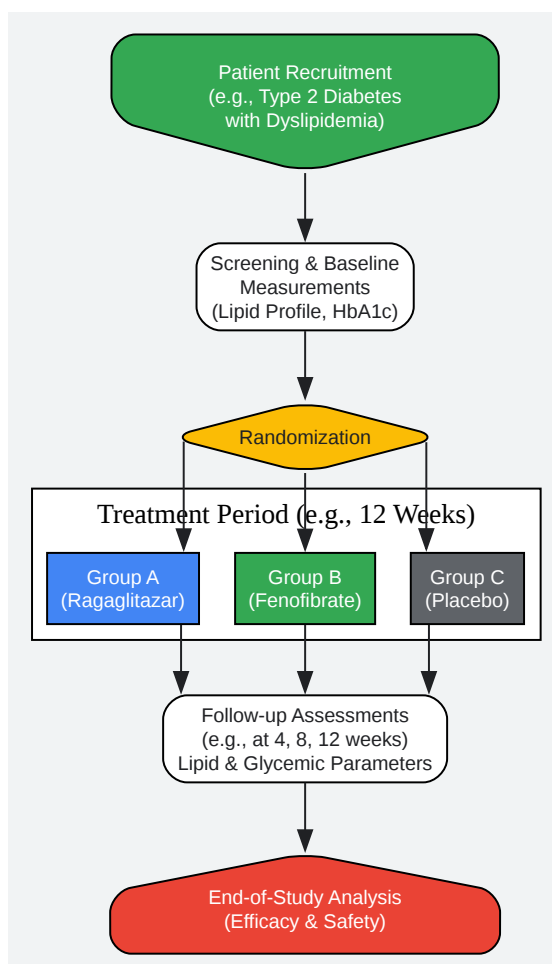 Patient Recruitment
(e.g., Type 2 Diabetes
with Dyslipidemia)
Screening & Baseline
Measurements
(Lipid Profile, HbA1c)
Randomization
Treatment Period (e.g., 12 Weeks)
Group A
(Ragaglitazar)
Group B
(Fenofibrate)
Group C
(Placebo)
Follow-up Assessments
(e.g., at 4, 8, 12 weeks)
Lipid & Glycemic Parameters
End-of-Study Analysis
(Efficacy & Safety)